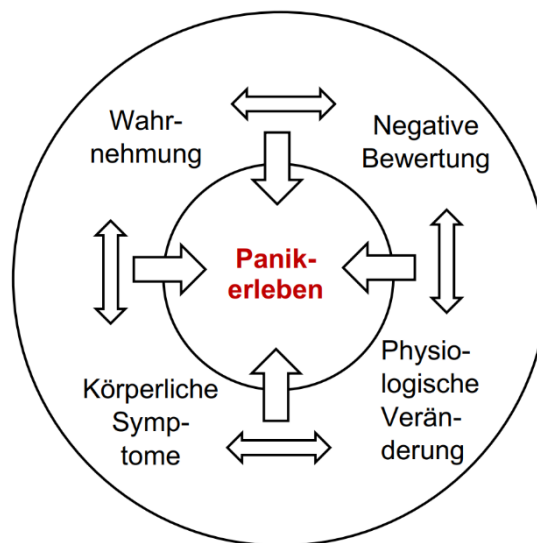 Wahr-
nehmung
Negative
Bewertung
Panik-
erleben
Körperliche
Symp-
tome
Physio-
logische
Verän-
derung